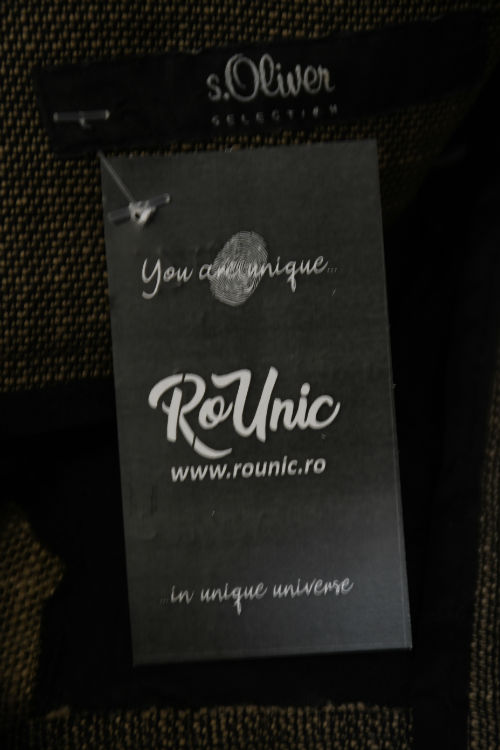 s.Oliver
SELECTION
You are unique...
RoUnic
www.rounic.ro
...in unique universe